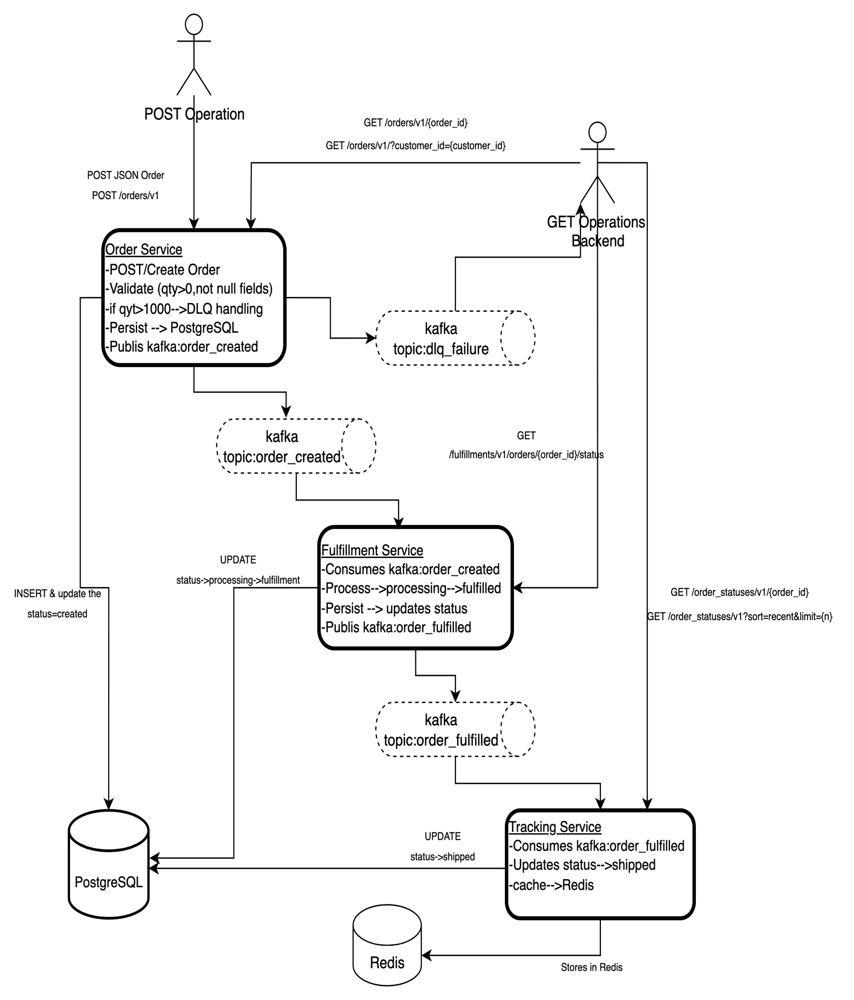 POST Operation
GET /orders/v1/{order_id}
GET /orders/v1/?customer_id={customer_id}
POST JSON Order
POST /orders/v1
GET Operations
Backend
Order Service
-POST/Create Order
-Validate (qty>0,not null fields)
-if qyt>1000-->DLQ handling
-Persist --> PostgreSQL
-Publis kafka:order_created
kafka
topic:dlq_failure
kafka
topic:order_created
GET
/fulfillments/v1/orders/{order_id}/status
Fulfillment Service
-Consumes kafka:order_created
-Process-->processing-->fulfilled
-Persist --> updates status
-Publis kafka:order_fulfilled
UPDATE
status->processing->fulfillment
INSERT & update the
status=created
GET /order_statuses/v1/{order_id}
GET /order_statuses/v1?sort=recent&limit={n}
kafka
topic:order_fulfilled
Tracking Service
-Consumes kafka:order_fulfilled
-Updates status-->shipped
-cache-->Redis
UPDATE
status->shipped
PostgreSQL
Redis
Stores in Redis